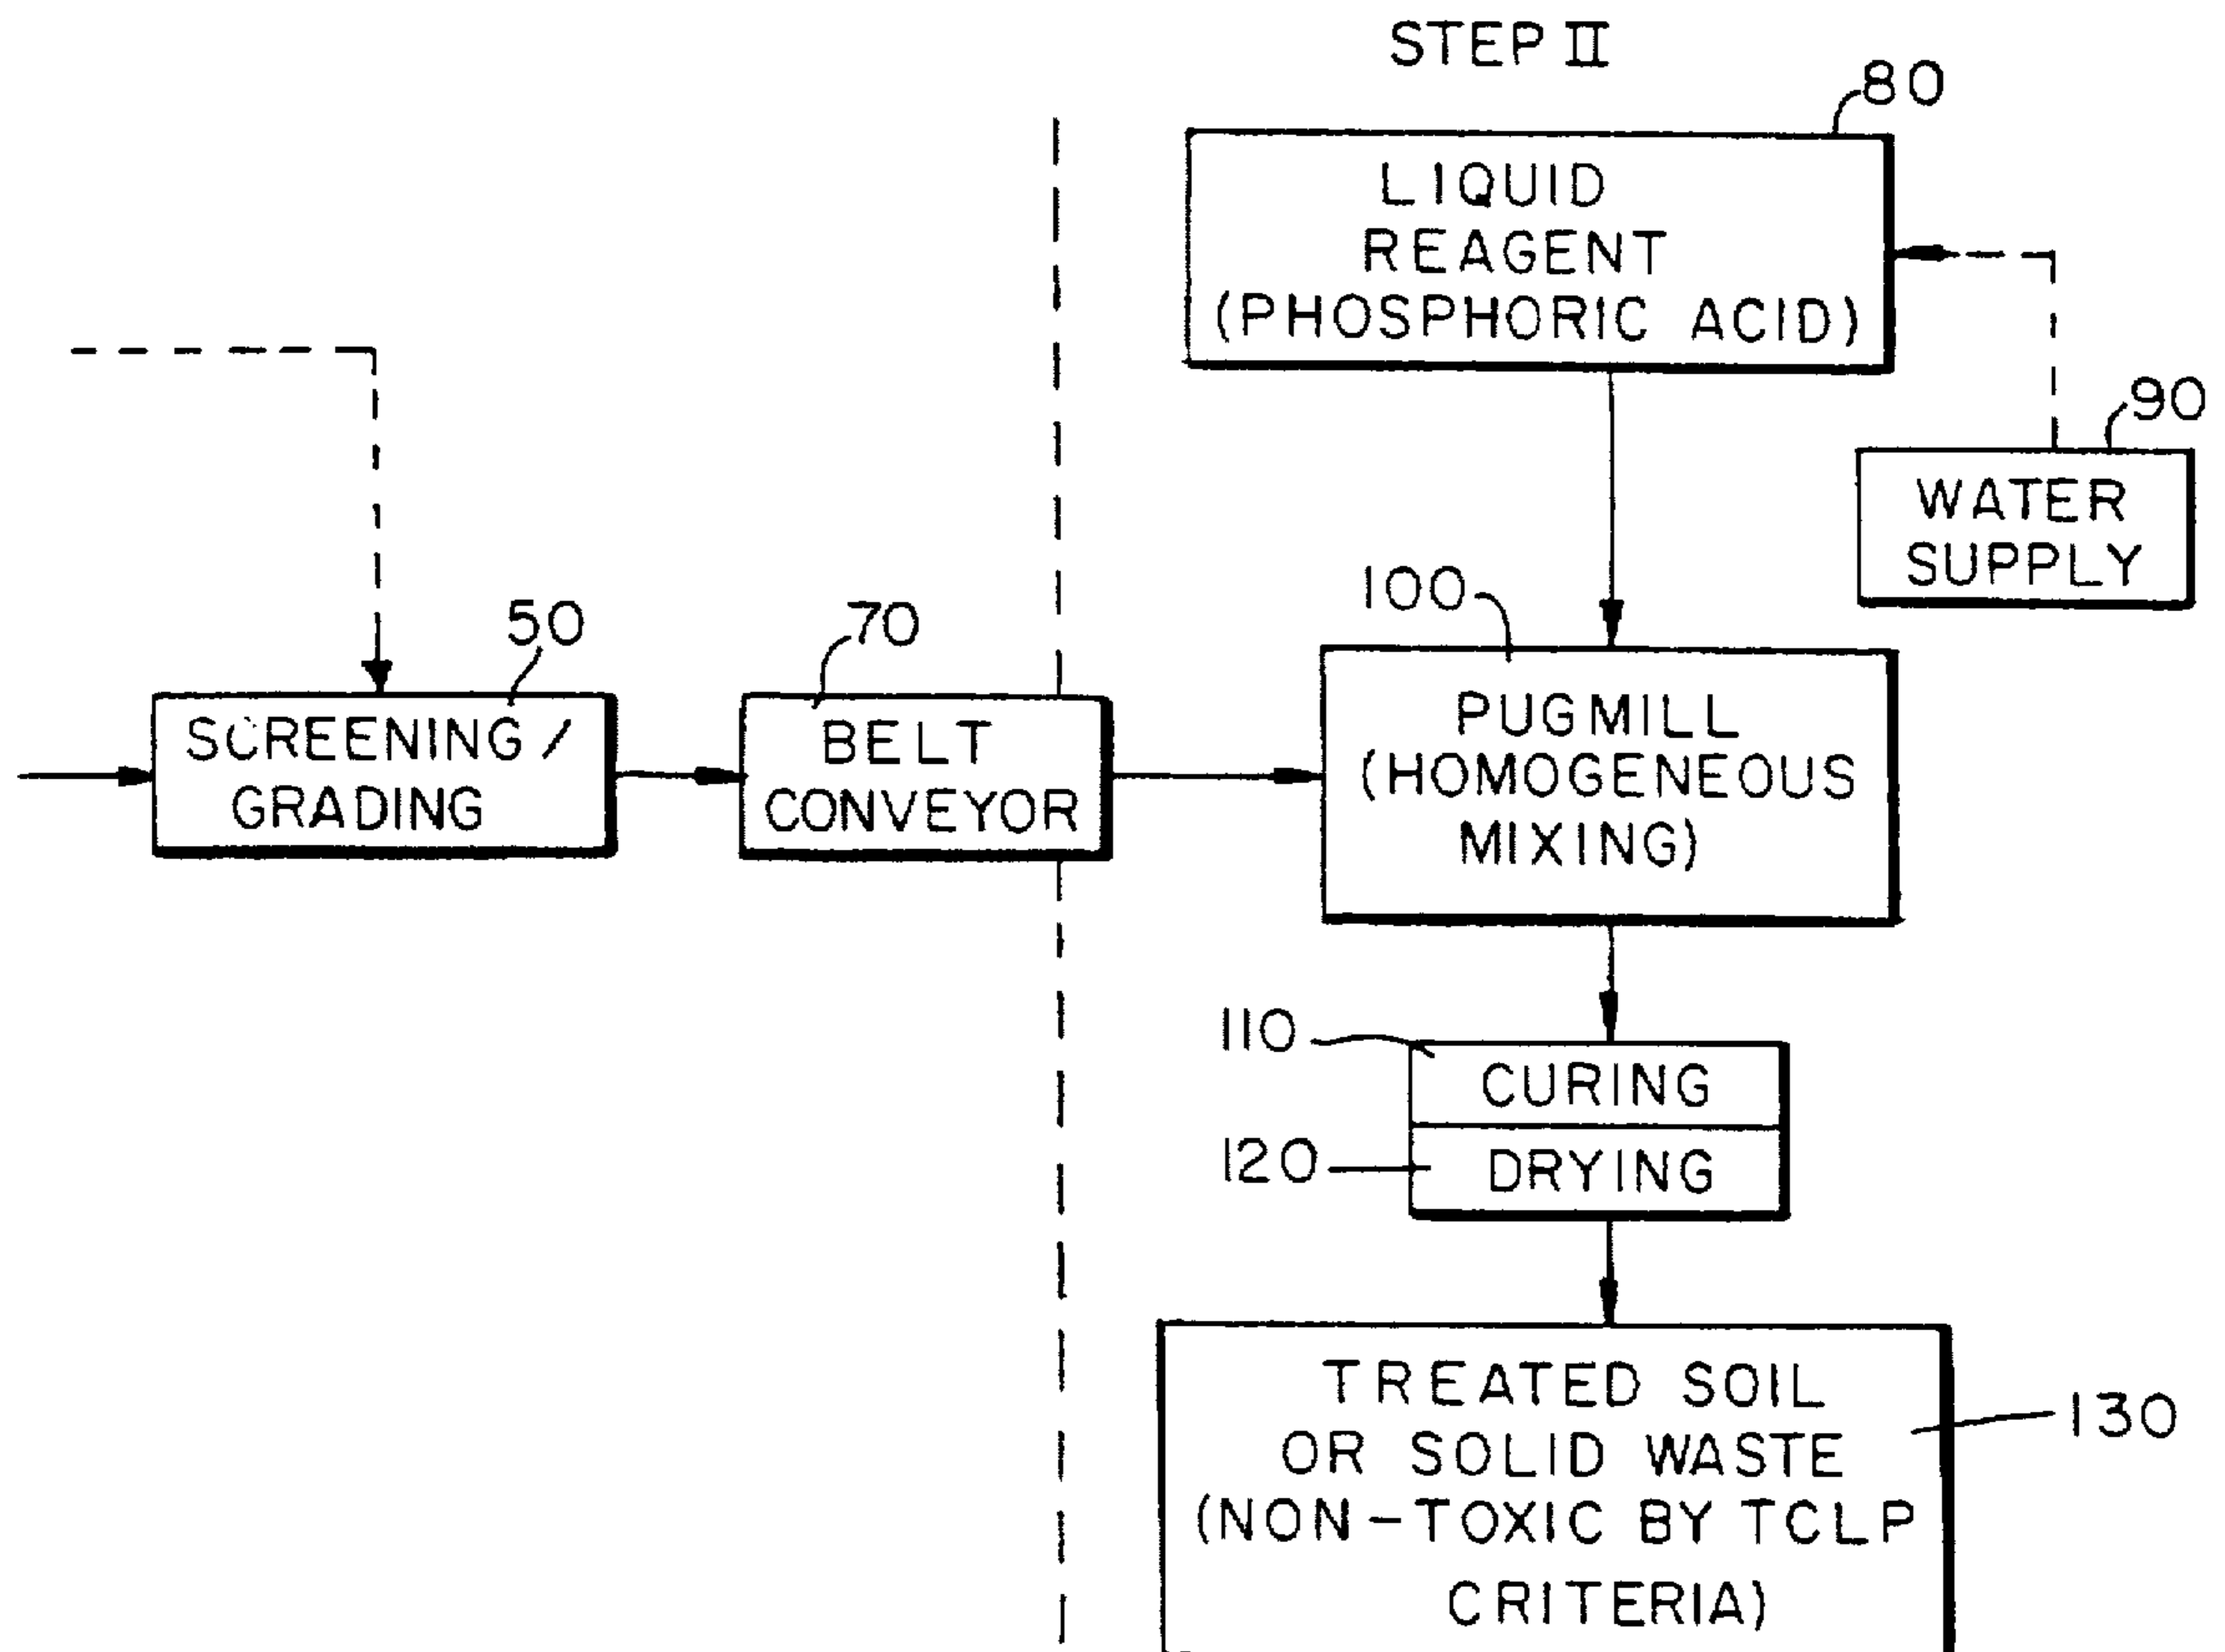 STEP II
80
LIQUID
REAGENT
(PHOSPHORIC ACID)
90
WATER
SUPPLY
50
SCREENING /
GRADING
70
BELT
CONVEYOR
100
PUGMILL
(HOMOGENEOUS
MIXING)
110
CURING
120
DRYING
TREATED SOIL
OR SOLID WASTE
(NON-TOXIC BY TCLP
CRITERIA)
130